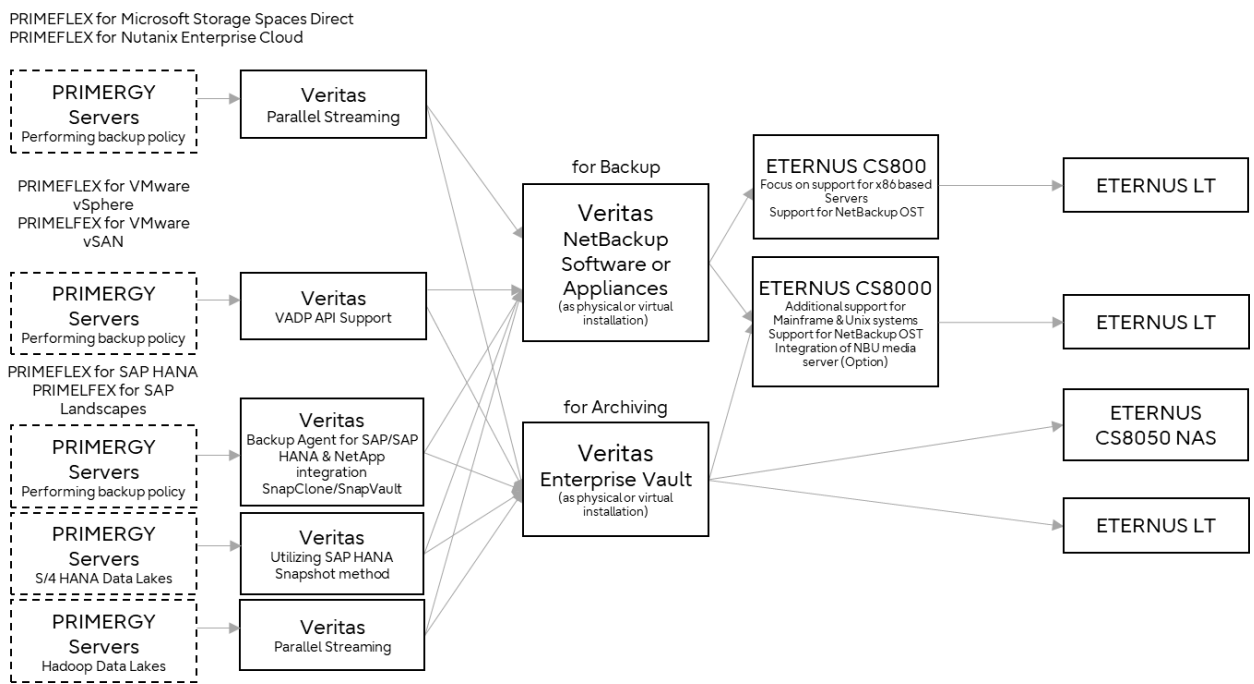 PRIMEFLEX for Microsoft Storage Spaces Direct
PRIMEFLEX for Nutanix Enterprise Cloud
PRIMERGY
Servers
Performing backup policy
Veritas
Parallel Streaming
PRIMEFLEX for VMware
vSphere
PRIMELFEX for VMware
vSAN
PRIMERGY
Servers
Performing backup policy
Veritas
VADP API Support
PRIMEFLEX for SAP HANA
PRIMELFEX for SAP
Landscapes
PRIMERGY
Servers
Performing backup policy
Veritas
Backup Agent for SAP/SAP
HANA & NetApp
integration
SnapClone/SnapVault
PRIMERGY
Servers
S/4 HANA Data Lakes
Veritas
Utilizing SAP HANA
Snapshot method
PRIMERGY
Servers
Hadoop Data Lakes
Veritas
Parallel Streaming
for Backup
Veritas
NetBackup
Software or
Appliances
(as physical or virtual
installation)
for Archiving
Veritas
Enterprise Vault
(as physical or virtual
installation)
ETERNUS CS800
Focus on support for x86 based
Servers
Support for NetBackup OST
ETERNUS CS8000
Additional support for
Mainframe & Unix systems
Support for NetBackup OST
Integration of NBU media
server (Option)
ETERNUS LT
ETERNUS LT
ETERNUS
CS8050 NAS
ETERNUS LT